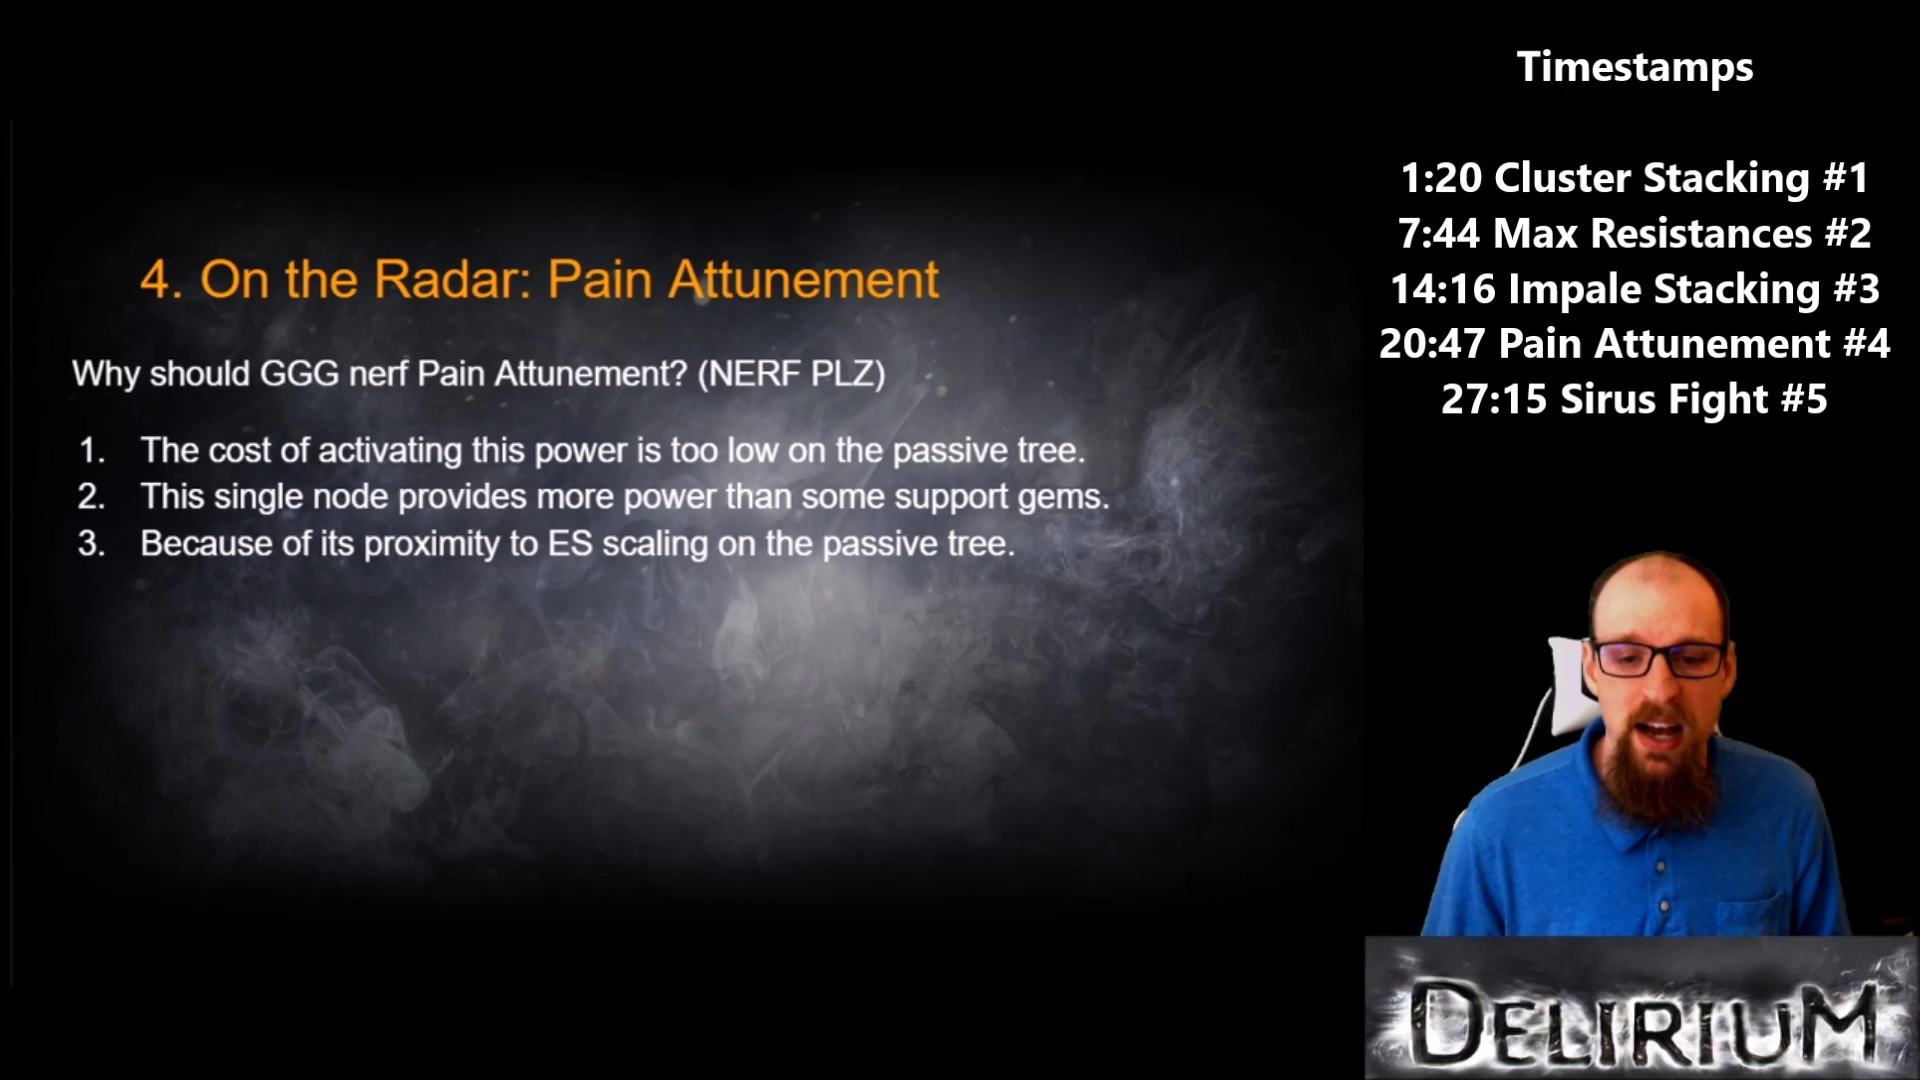 4. On the Radar: Pain Attunement
Why should GGG nerf Pain Attunement? (NERF PLZ)
1. The cost of activating this power is too low on the passive tree.
2. This single node provides more power than some support gems.
3. Because of its proximity to ES scaling on the passive tree.
Timestamps
1:20 Cluster Stacking #1
7:44 Max Resistances #2
14:16 Impale Stacking #3
20:47 Pain Attunement #4
27:15 Sirus Fight #5
DELIRIUM